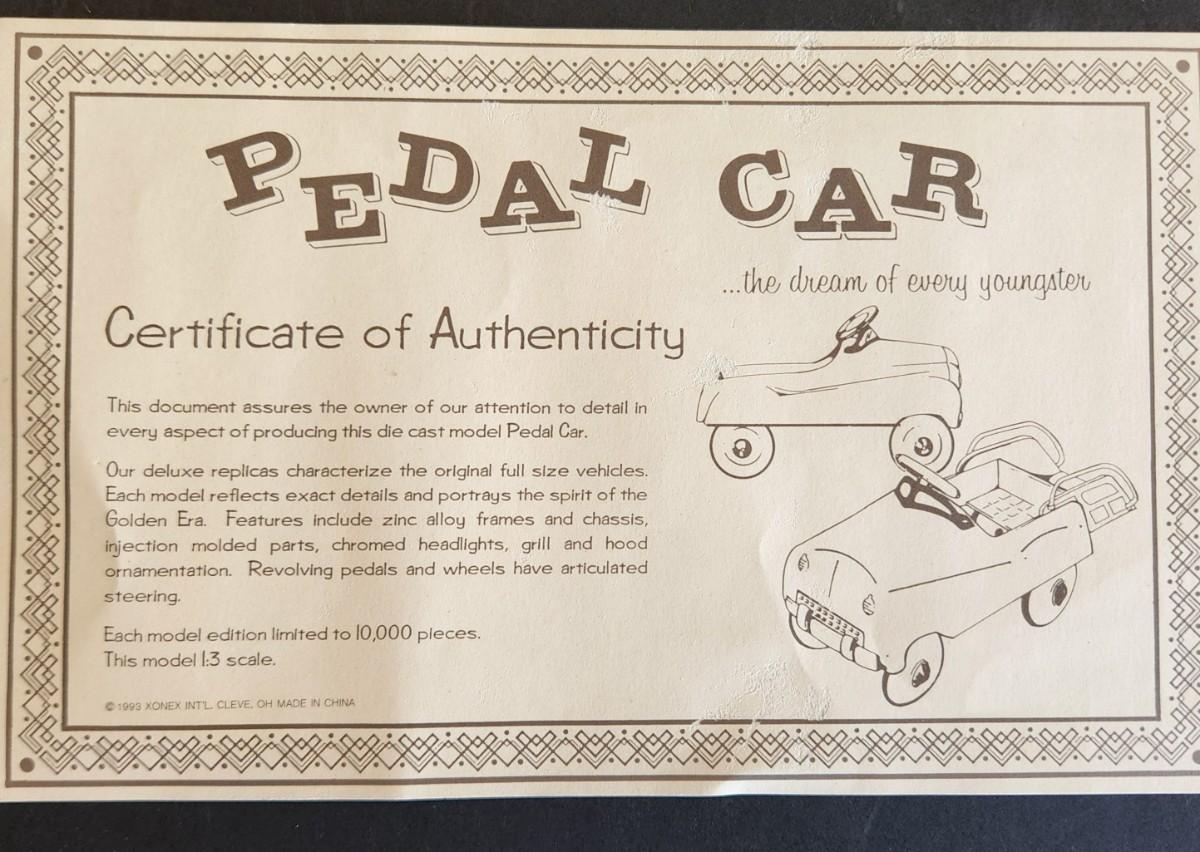 PEDAL CAR
...the dream of every youngster
Certificate of Authenticity
This document assures the owner of our attention to detail in
every aspect of producing this die cast model Pedal Car.
Our deluxe replicas characterize the original full size vehicles.
Each model reflects exact details and portrays the spirit of the
Golden Era. Features include zinc alloy frames and chassis,
injection molded parts, chromed headlights, grill and hood
ornamentation. Revolving pedals and wheels have articulated
steering.
Each model edition limited to 10,000 pieces.
This model 1:3 scale.
© 1993 XONEX INT'L. CLEVE, OH MADE IN CHINA